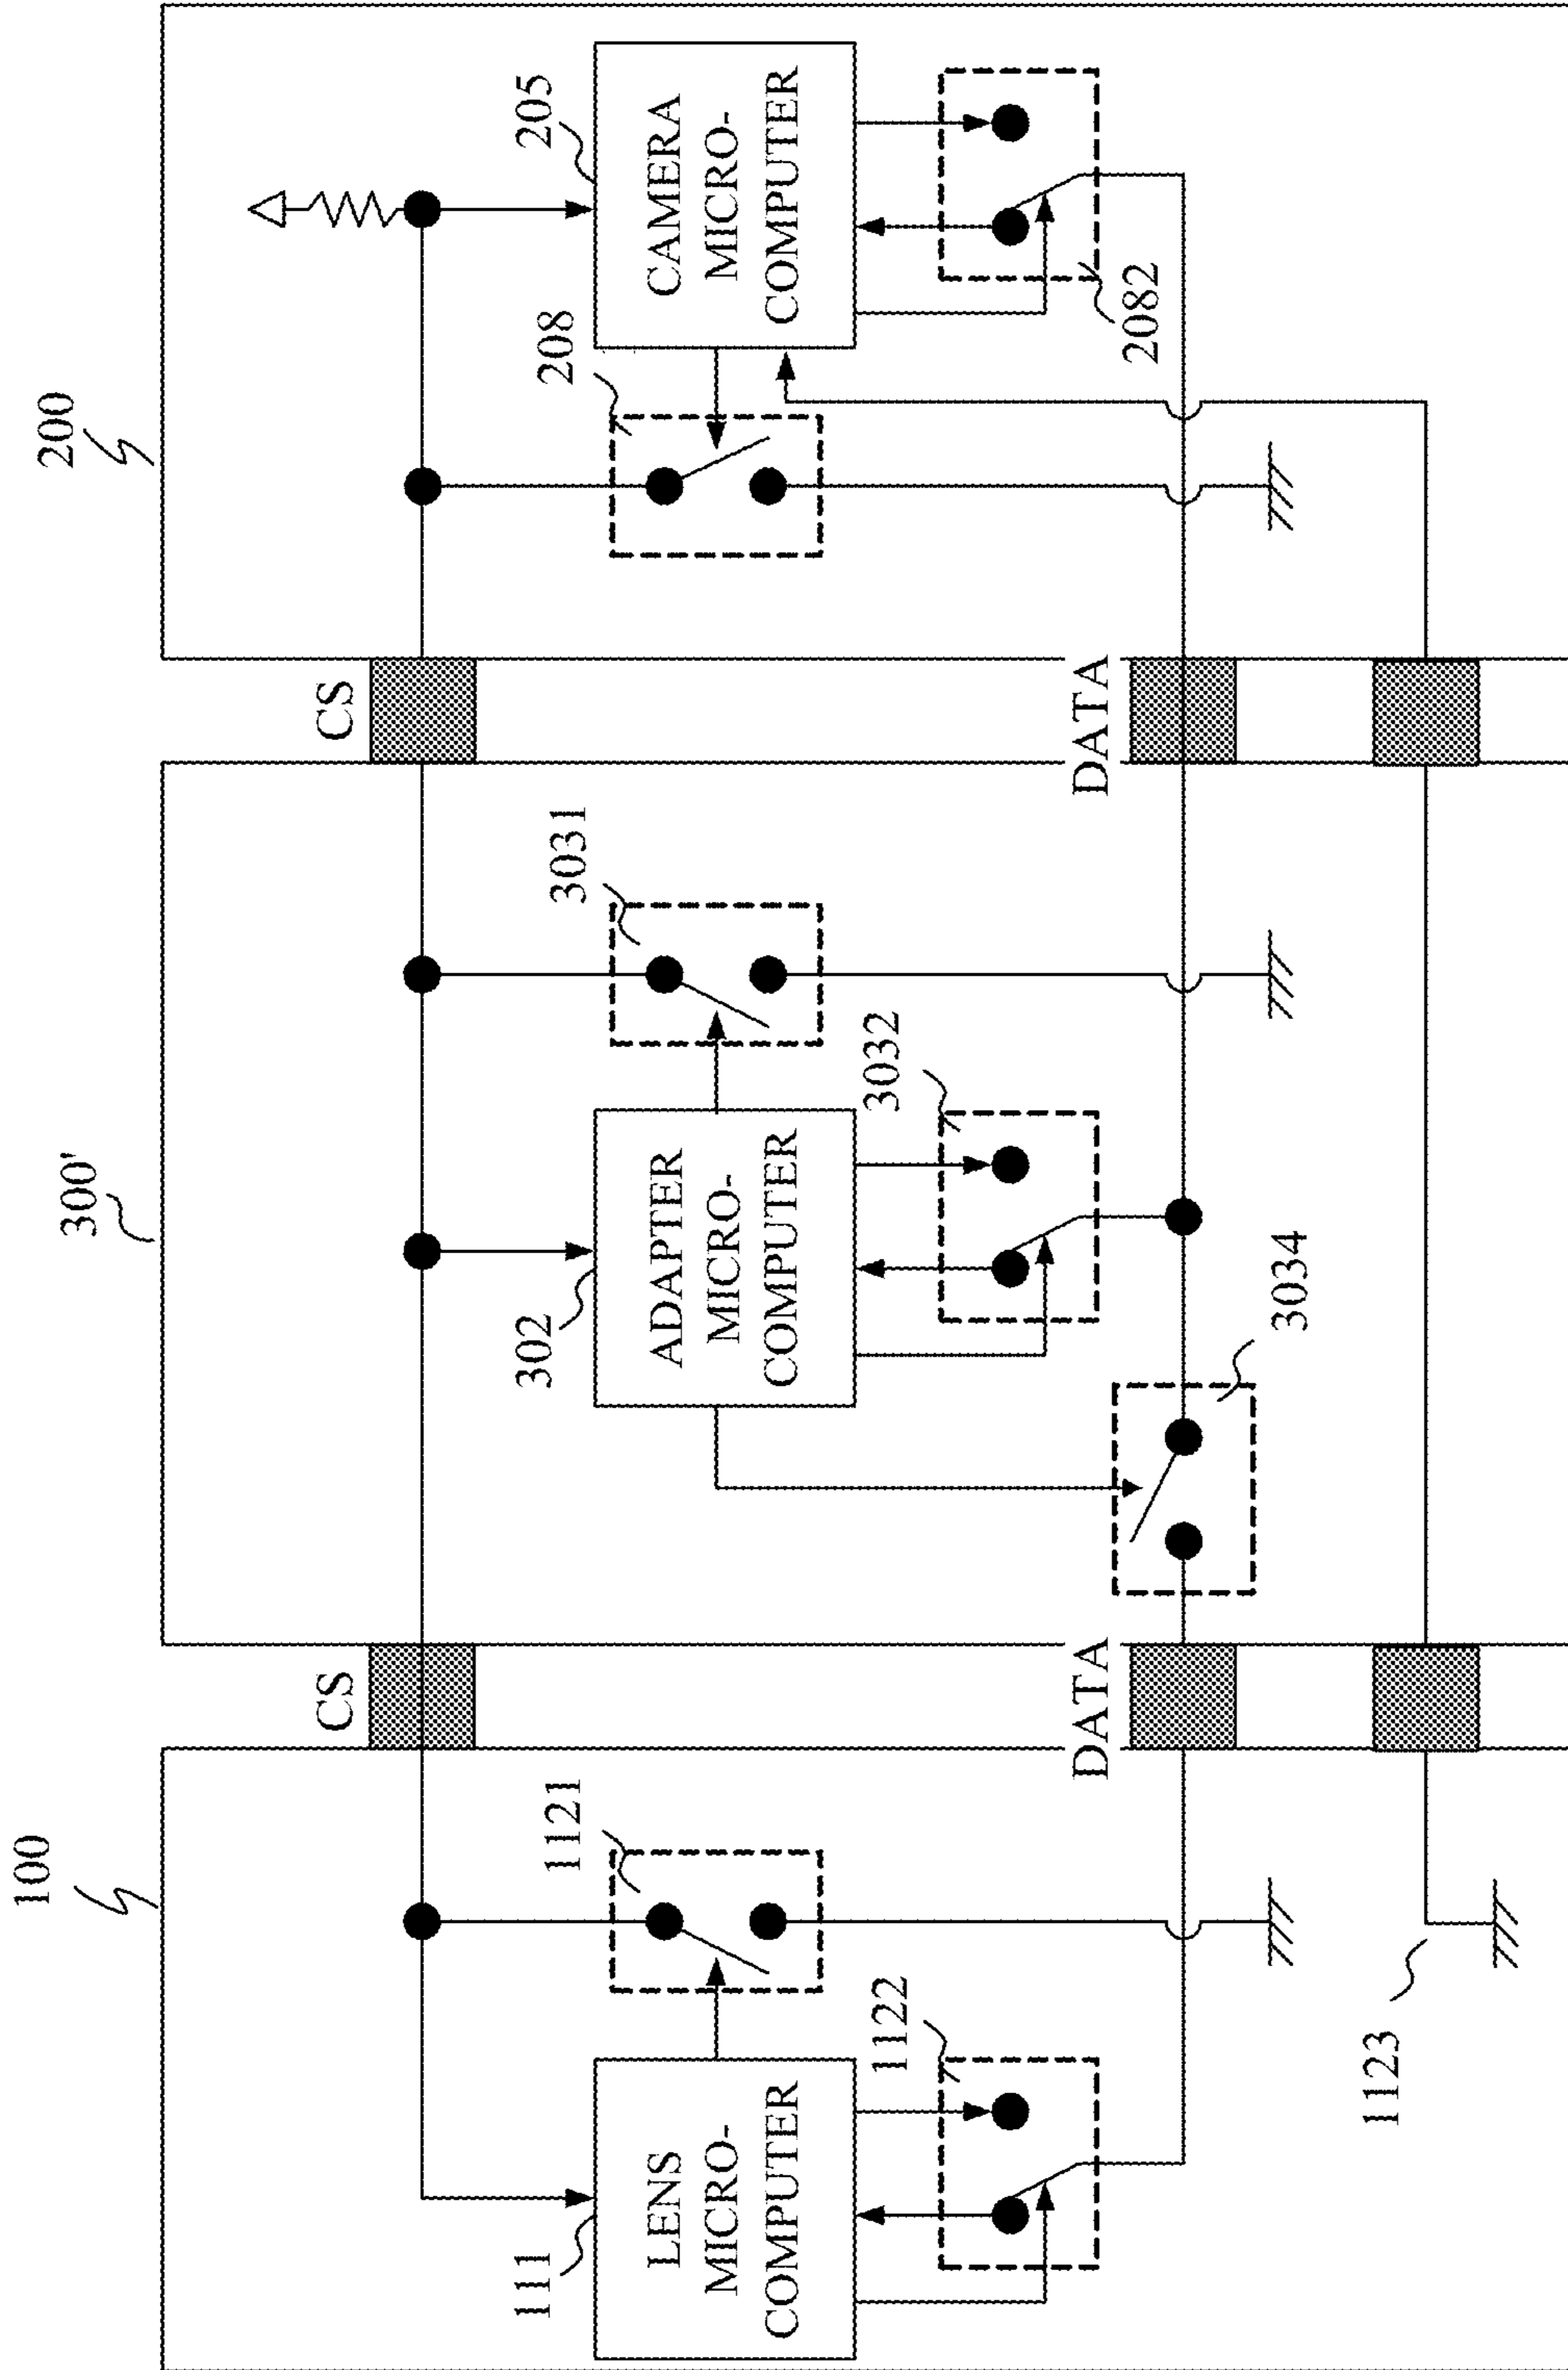 100
300'
200
CS
CS
111
LENS
MICRO-
COMPUTER
1121
1122
302
ADAPTER
MICRO-
COMPUTER
3031
3032
208
205
CAMERA
MICRO-
COMPUTER
2082
DATA
3034
DATA
1123